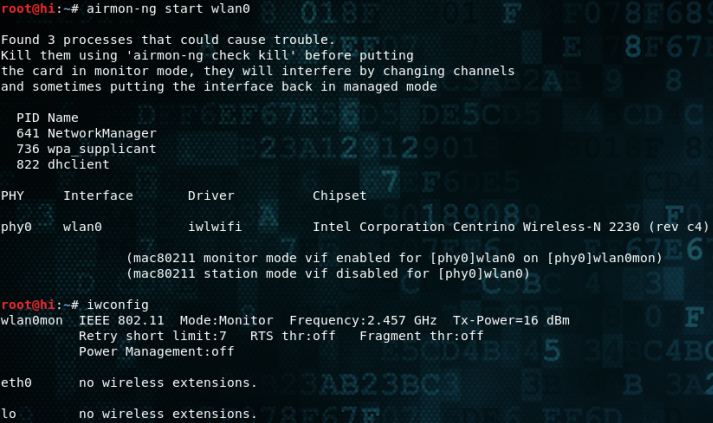 root@hi:~# airmon-ng start wlan0
Found 3 processes that could cause trouble.
Kill them using 'airmon-ng check kill' before putting
the card in monitor mode, they will interfere by changing channels
and sometimes putting the interface back in managed mode
PID Name
641 NetworkManager
736 wpa_supplicant
822 dhclient
PHY Interface Driver Chipset
phy0 wlan0 iwlwifi Intel Corporation Centrino Wireless-N 2230 (rev c4)
(mac80211 monitor mode vif enabled for [phy0]wlan0 on [phy0]wlan0mon)
(mac80211 station mode vif disabled for [phy0]wlan0)
root@hi:~# iwconfig
wlan0mon IEEE 802.11 Mode:Monitor Frequency:2.457 GHz Tx-Power=16 dBm
Retry short limit:7 RTS thr:off Fragment thr:off
Power Management:off
eth0 no wireless extensions.
lo no wireless extensions.